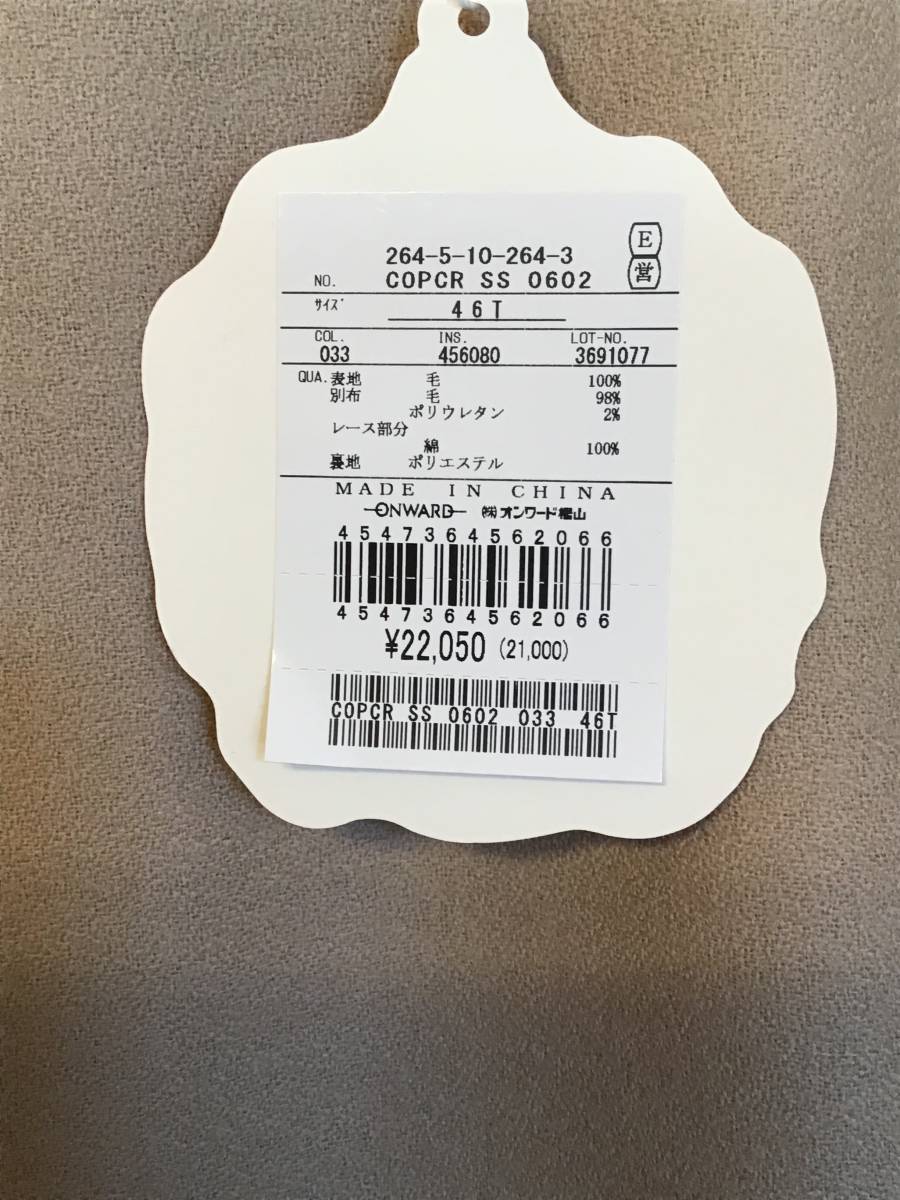 264-5-10-264-3
E
営
NO. COPCR SS 0602
ｻｲｽﾞ 46T
COL. INS. LOT-NO.
033 456080 3691077
QUA. 表地 毛 100%
別布 毛 98%
ポリウレタン 2%
レース部分
綿 100%
裏地 ポリエステル
MADE IN CHINA
ONWARD ㈱オンワード樫山
4547364562066
4547364562066
¥22,050 (21,000)
COPCR SS 0602 033 46T